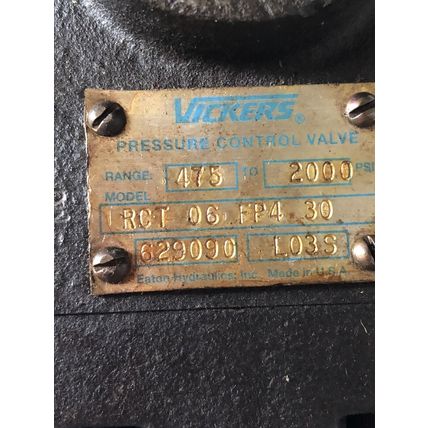 VICKERS®
PRESSURE CONTROL VALVE
RANGE: 475 TO 2000 PSI
MODEL
RCT 06 FP4 30
629090 L03S
Eaton Hydraulics, Inc. Made in U.S.A.